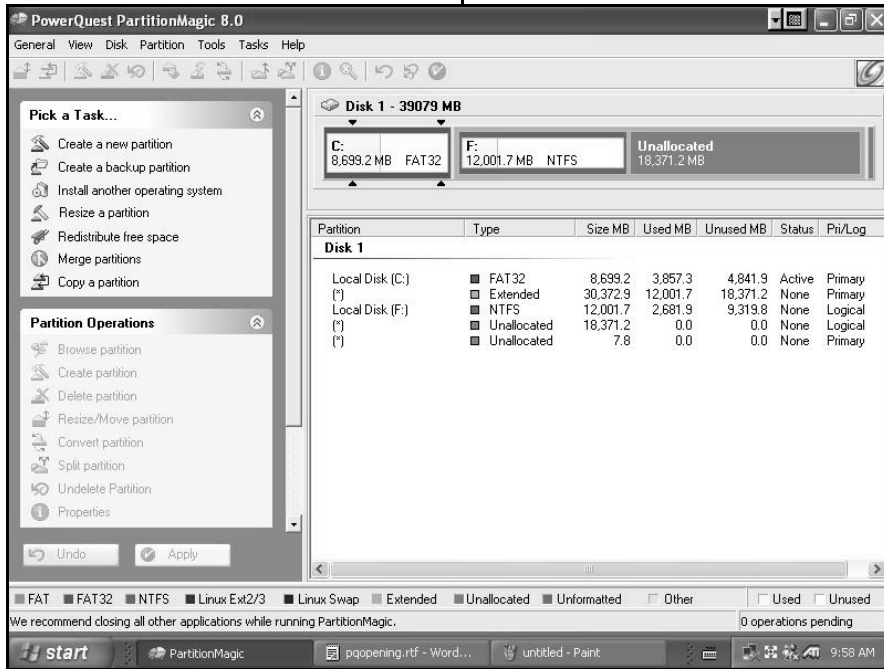 PowerQuest PartitionMagic 8.0
General View Disk Partition Tools Tasks Help
Pick a Task...
Create a new partition
Create a backup partition
Install another operating system
Resize a partition
Redistribute free space
Merge partitions
Copy a partition
Partition Operations
Browse partition
Create partition
Delete partition
Resize/Move partition
Convert partition
Split partition
Undelete Partition
Properties
Undo Apply
Disk 1 - 39079 MB
C:
8,699.2 MB FAT32
F:
12,001.7 MB NTFS
Unallocated
18,371.2 MB
Partition Type Size MB Used MB Unused MB Status Pri/Log
Disk 1
Local Disk (C:) FAT32 8,699.2 3,857.3 4,841.9 Active Primary
(*) Extended 30,372.9 12,001.7 18,371.2 None Primary
Local Disk (F:) NTFS 12,001.7 2,681.9 9,319.8 None Logical
(*) Unallocated 18,371.2 0.0 0.0 None Logical
(*) Unallocated 7.8 0.0 0.0 None Primary
FAT FAT32 NTFS Linux Ext2/3 Linux Swap Extended Unallocated Unformatted Other Used Unused
We recommend closing all other applications while running PartitionMagic. 0 operations pending
start PartitionMagic pqopening.rtf - Word... untitled - Paint ATI 9:58 AM